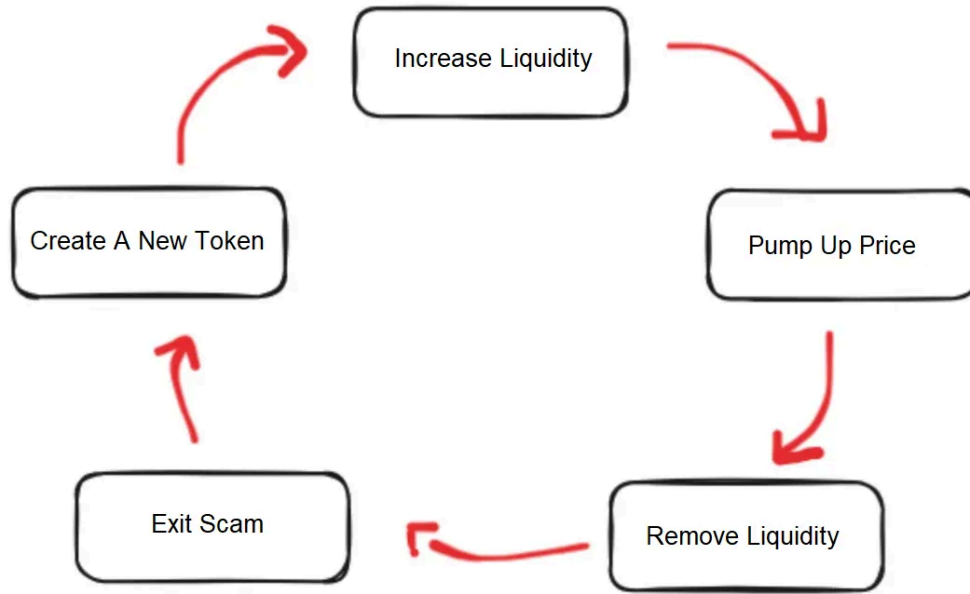 Increase Liquidity
Create A New Token
Pump Up Price
Exit Scam
Remove Liquidity